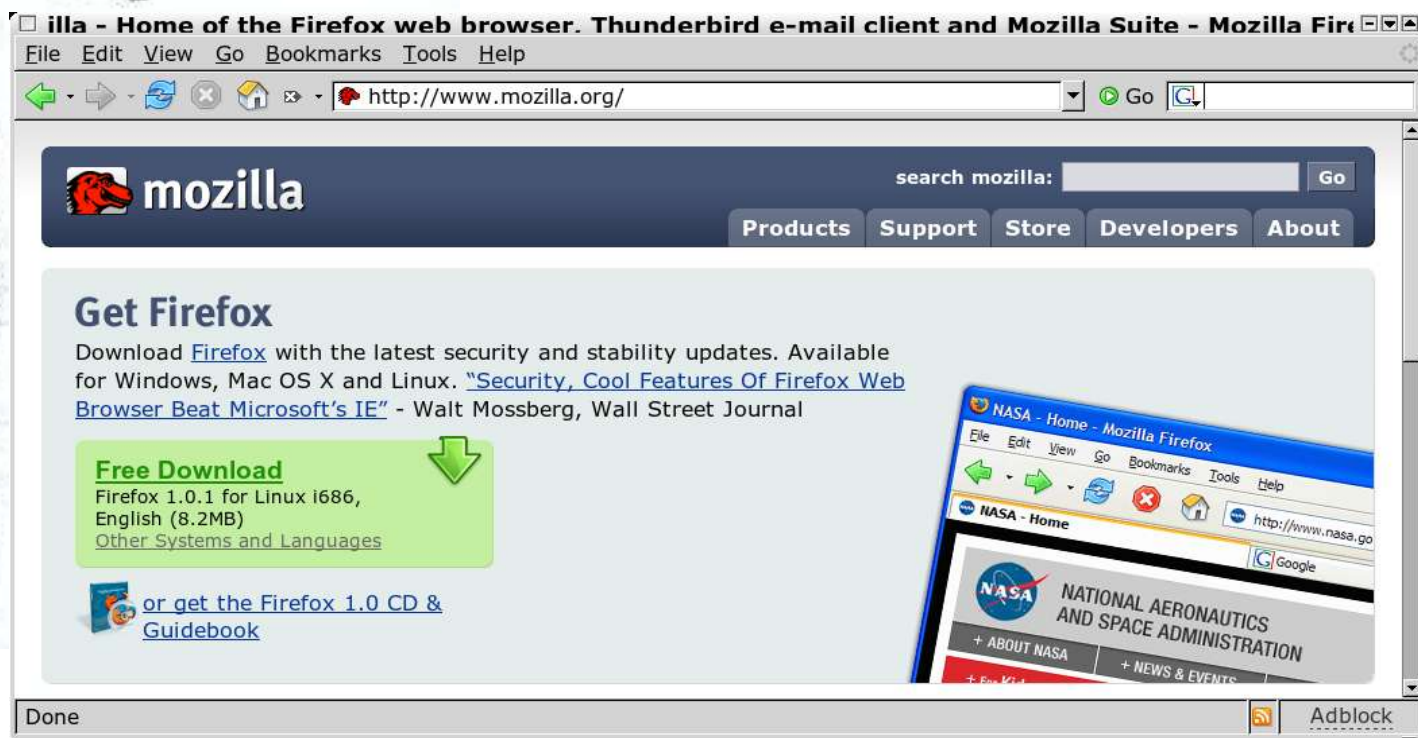 illa - Home of the Firefox web browser, Thunderbird e-mail client and Mozilla Suite - Mozilla Fire
File Edit View Go Bookmarks Tools Help
http://www.mozilla.org/ Go G
mozilla
search mozilla: Go
Products Support Store Developers About
Get Firefox
Download Firefox with the latest security and stability updates. Available
for Windows, Mac OS X and Linux. “Security, Cool Features Of Firefox Web
Browser Beat Microsoft’s IE” - Walt Mossberg, Wall Street Journal
Free Download
Firefox 1.0.1 for Linux i686,
English (8.2MB)
Other Systems and Languages
or get the Firefox 1.0 CD &
Guidebook
NASA - Home - Mozilla Firefox
File Edit View Go Bookmarks Tools Help
http://www.nasa.go
NASA - Home
G Google
NASA
NATIONAL AERONAUTICS
AND SPACE ADMINISTRATION
+ ABOUT NASA + NEWS & EVENTS
+ For Kid
Done Adblock